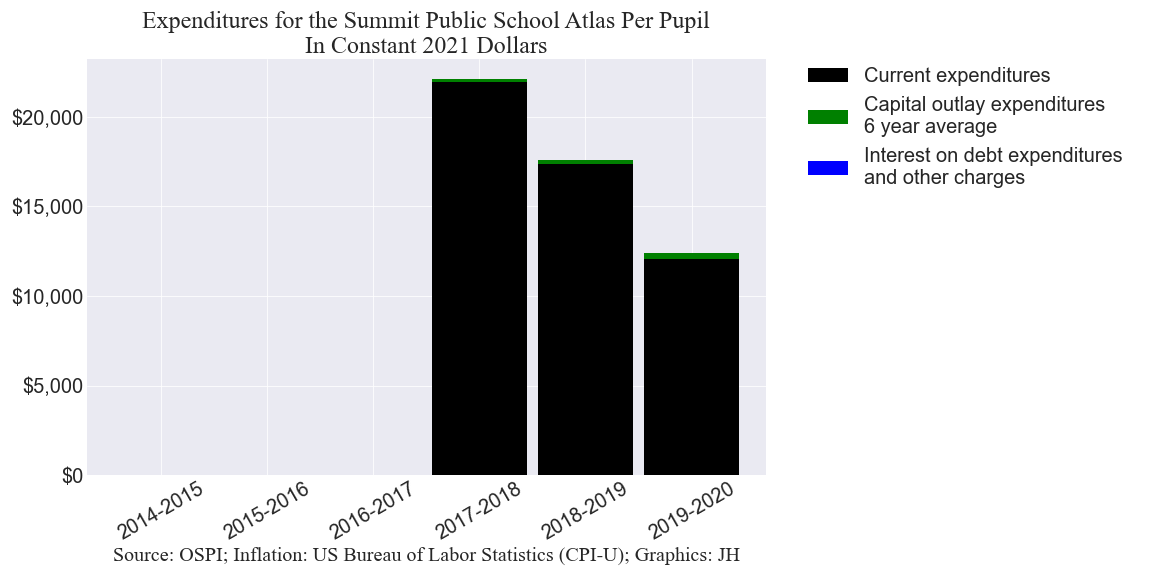 Expenditures for the Summit Public School Atlas Per Pupil
In Constant 2021 Dollars
Current expenditures
Capital outlay expenditures
6 year average
Interest on debt expenditures
and other charges
$20,000
$15,000
$10,000
$5,000
$0
2014-2015
2015-2016
2016-2017
2017-2018
2018-2019
2019-2020
Source: OSPI; Inflation: US Bureau of Labor Statistics (CPI-U); Graphics: JH